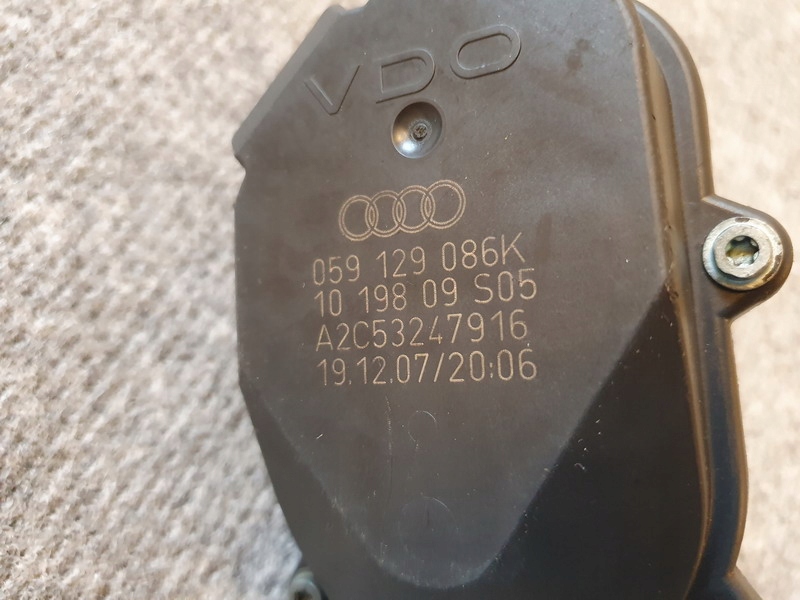 VDO
059 129 086K
10 198 09 S05
A2C53247916
19.12.07/20:06